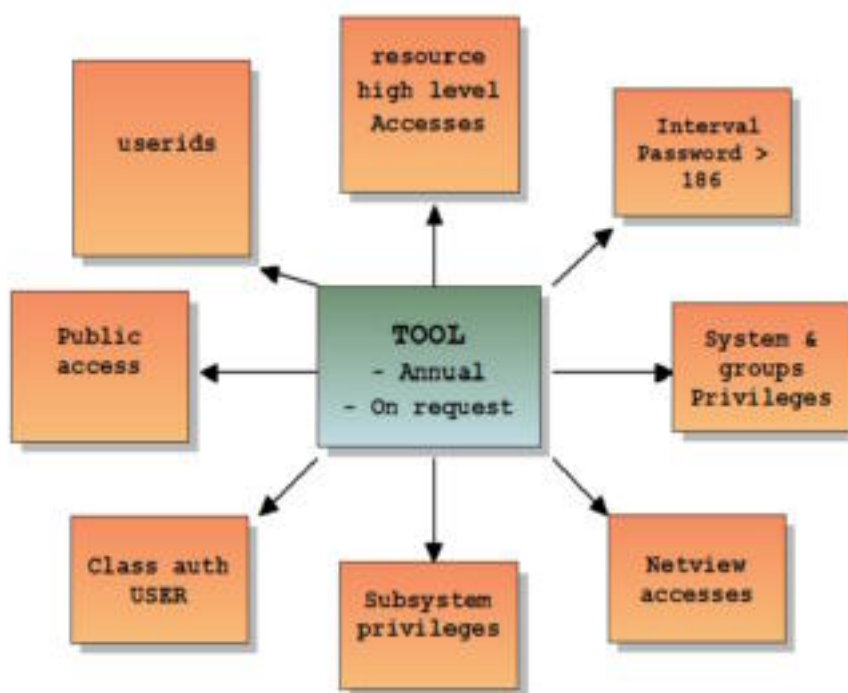 resource
high level
Accesses
userids
Interval
Password >
186
Public
access
TOOL
- Annual
- On request
System &
groups
Privileges
Class auth
USER
Subsystem
privileges
Netview
accesses